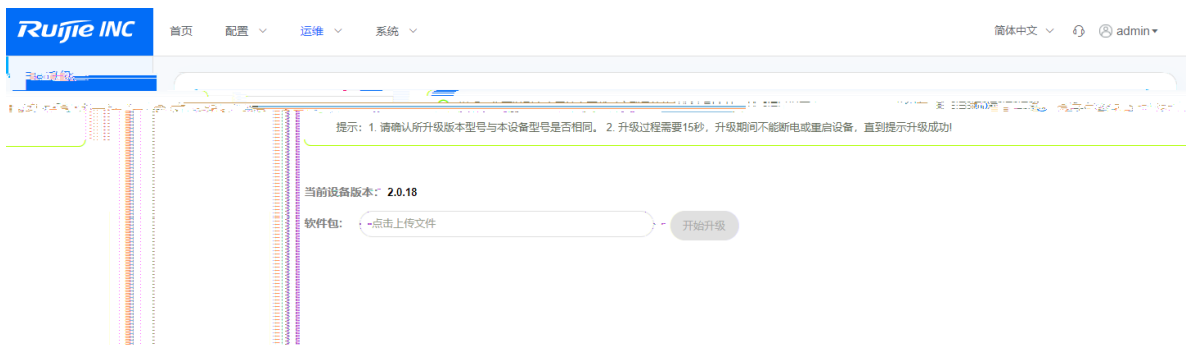 Ruijie INC 首页 配置 运维 系统 简体中文 admin
提示：1. 请确认所升级版本型号与本设备型号是否相同。 2. 升级过程需要15秒，升级期间不能断电或重启设备，直到提示升级成功!
当前设备版本： 2.0.18
软件包： 点击上传文件 开始升级